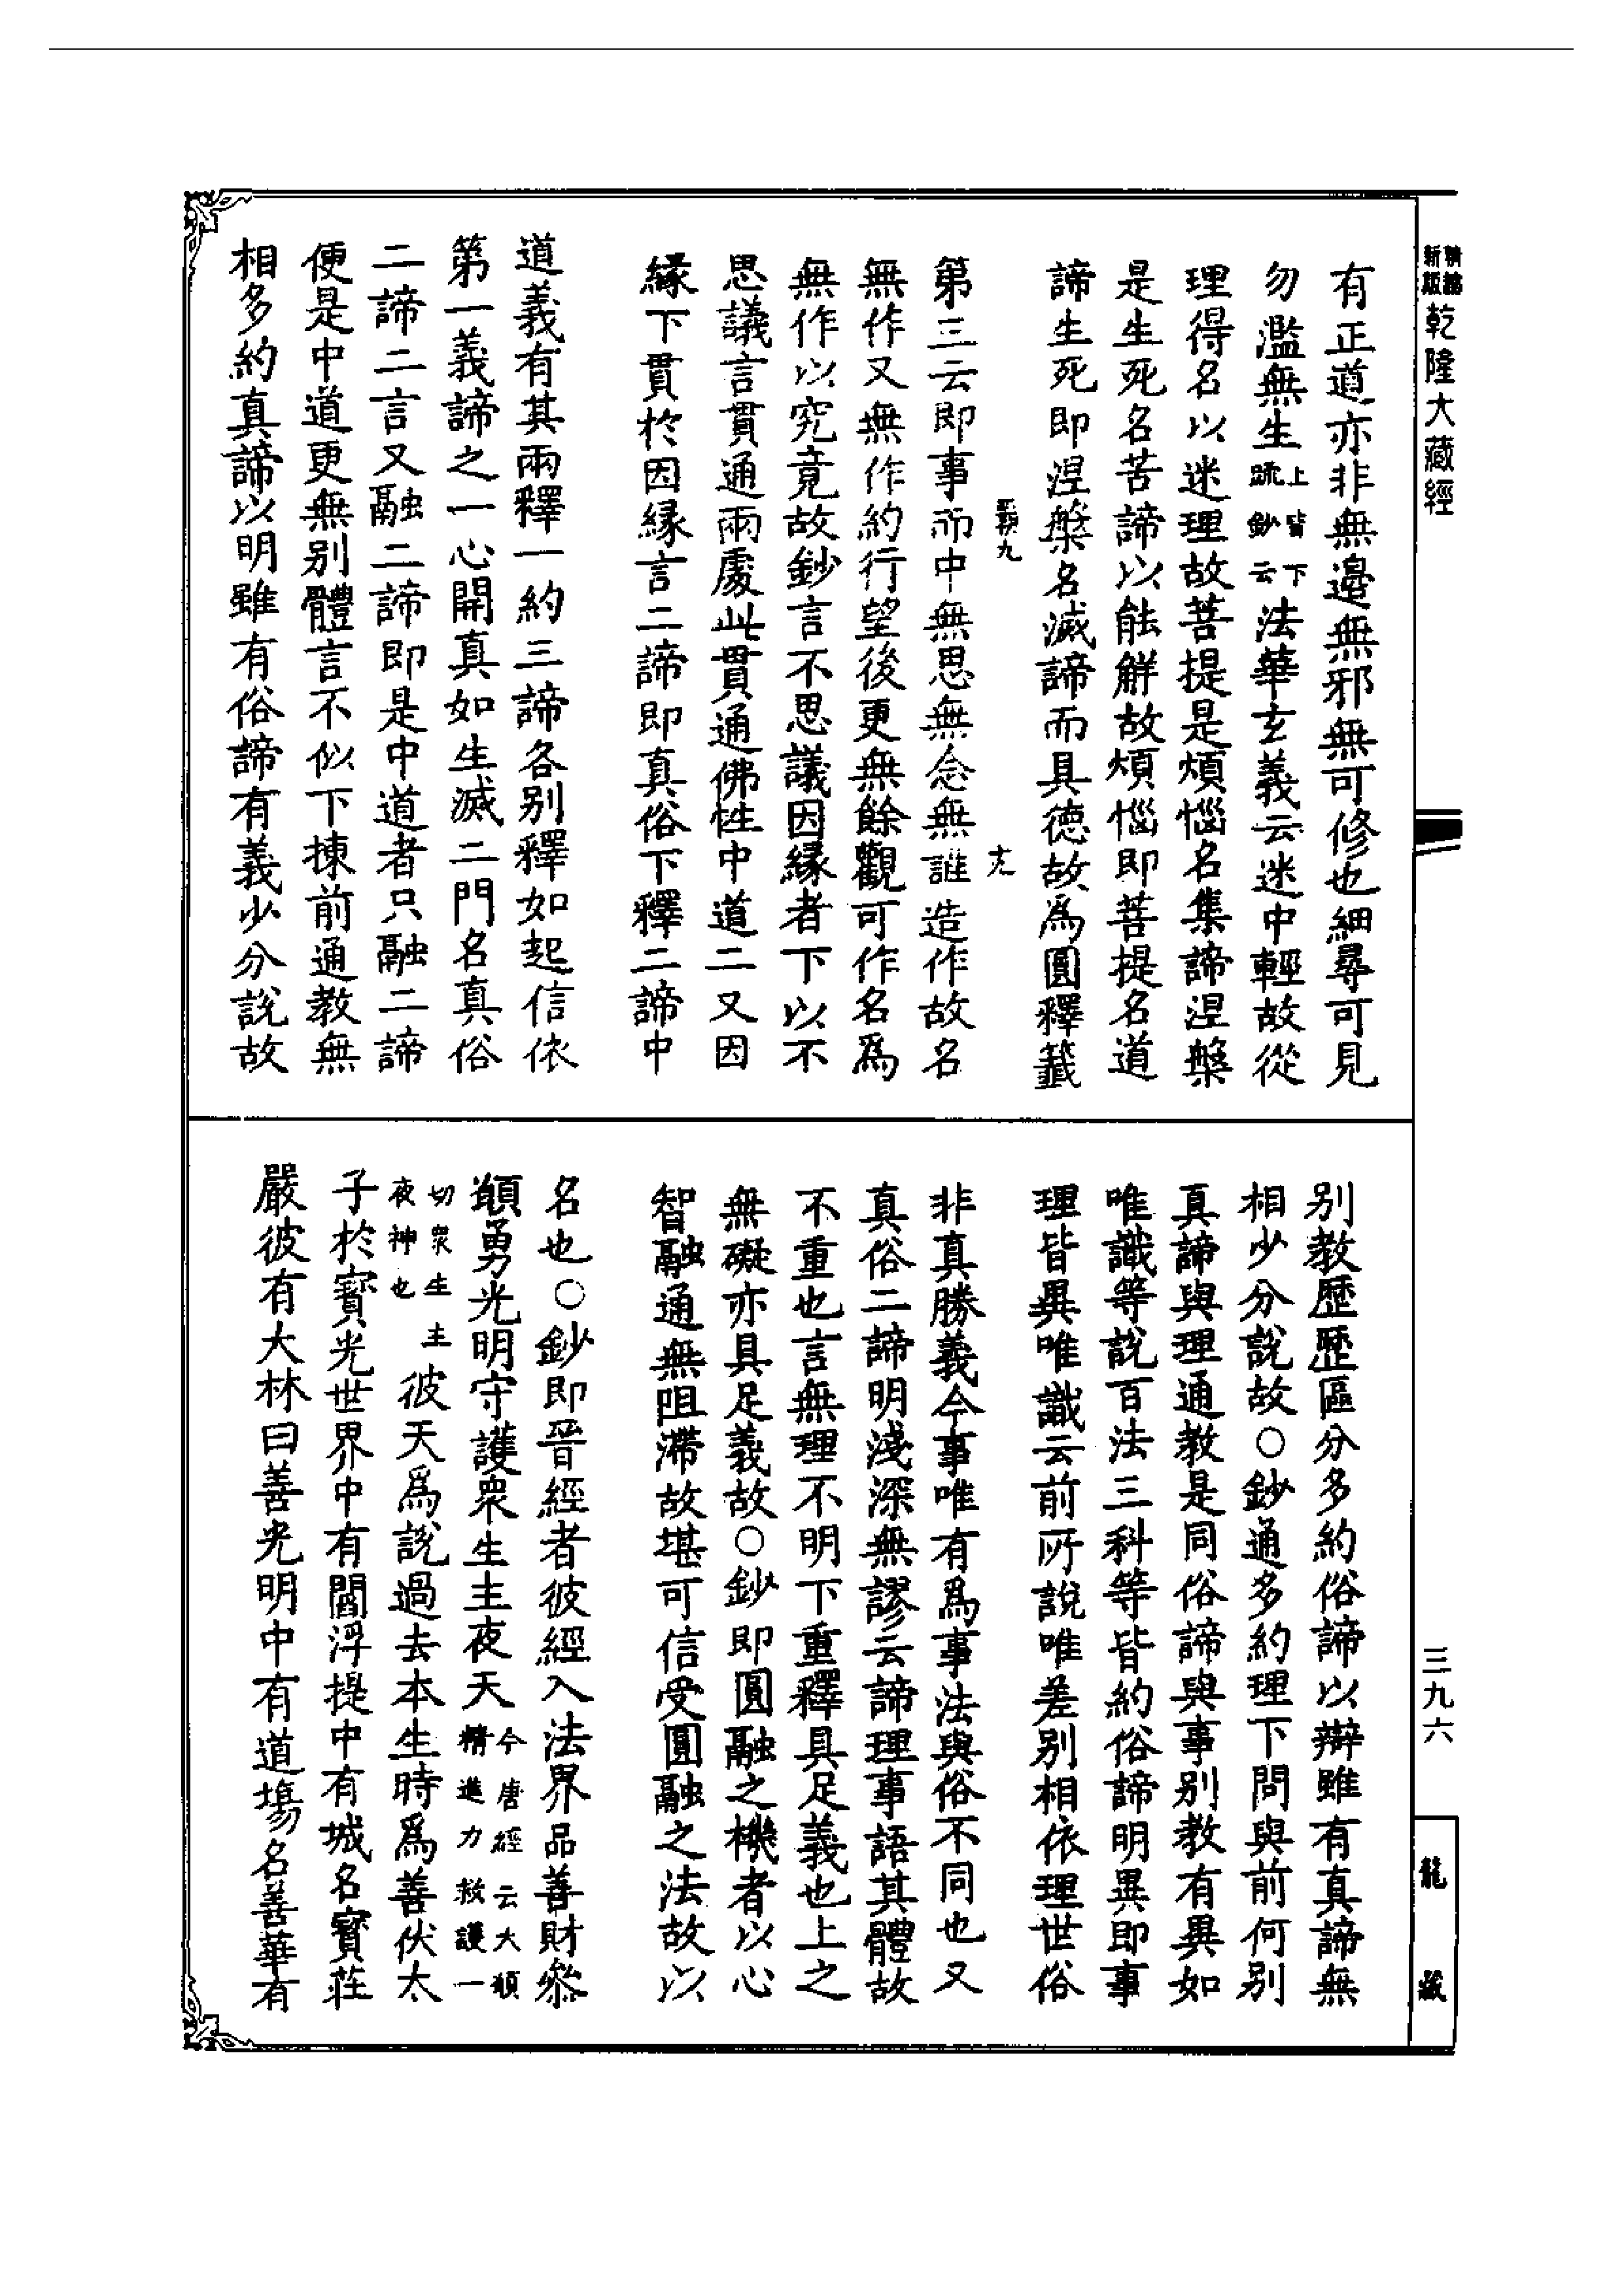 新版 精編 乾隆大藏經
有正道亦非無邊無邪無可修也細尋可見
勿濫無生上皆下疏鈔云法華玄義云迷中輕故從
理得名以迷理故菩提是煩惱名集諦涅槃
是生死名苦諦以能解故煩惱即菩提名道
諦生死即涅槃名滅諦而具德故為圓釋籤
第三云即事而中無思無念無誰造作故名
無作又無作約行望後更無餘觀可作名為
無作以究竟故鈔言不思議因緣者下以不
思議言貫通兩處此貫通佛性中道二又因
緣下貫於因緣言二諦即真俗下釋二諦中
道義有其兩釋一約三諦各別釋如起信依
第一義諦之一心開真如生滅二門名真俗
二諦二言又融二諦即是中道者只融二諦
便是中道更無別體言不似下揀前通教無
相多約真諦以明雖有俗諦有義少分說故
別教歷歷區分多約俗諦以辯雖有真諦無
相少分說故○鈔通多約理下問與前何別
真諦與理通教是同俗諦與事別教有異如
唯識等說百法三科等皆約俗諦明異即事
理皆異唯識云前所說唯差別相依理世俗
非真勝義今事唯有為事法與俗不同也又
真俗二諦明淺深無謬云諦理事語其體故
不重也言無理不明下重釋具足義也上之
無礙亦具足義故○鈔即圓融之機者以心
智融通無阻滯故堪可信受圓融之法故以
名也○鈔即晉經者彼經入法界品善財叅
願勇光明守護眾生主夜天今唐經云大願精進力救護一
切眾生主夜神也彼天為說過去本生時為善伏太
子於寶光世界中有閻浮提中有城名寶莊
嚴彼有大林曰善光明中有道場名善華有
三九六
龍藏